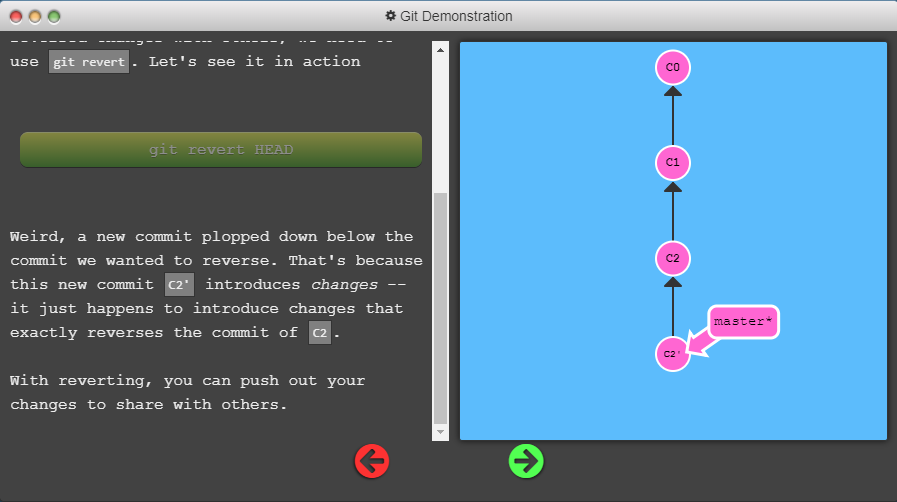 Git Demonstration
use git revert. Let's see it in action
git revert HEAD
Weird, a new commit plopped down below the
commit we wanted to reverse. That's because
this new commit C2' introduces changes --
it just happens to introduce changes that
exactly reverses the commit of C2.
With reverting, you can push out your
changes to share with others.
C0
C1
C2
master*
C2'